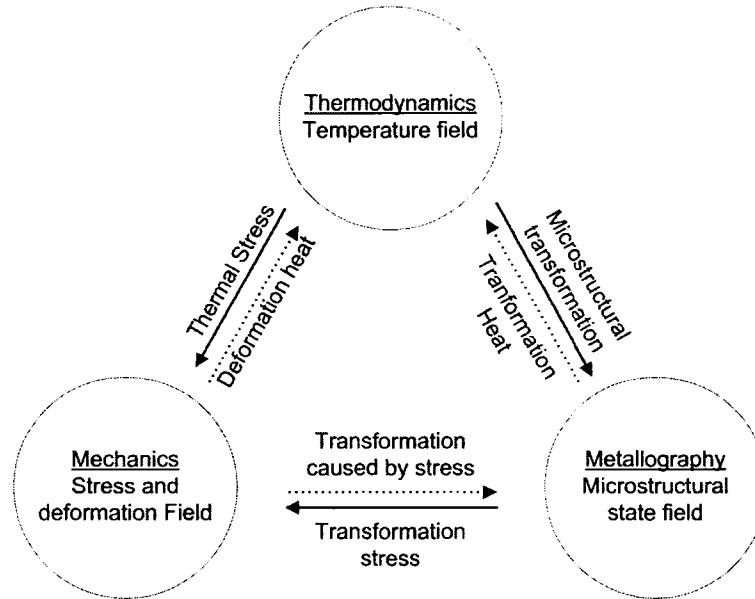 Thermodynamics
Temperature field
Thermal Stress
Deformation heat
Microstructural
transformation
Tranformation
Heat
Mechanics
Stress and
deformation Field
Transformation
caused by stress
Transformation
stress
Metallography
Microstructural
state field